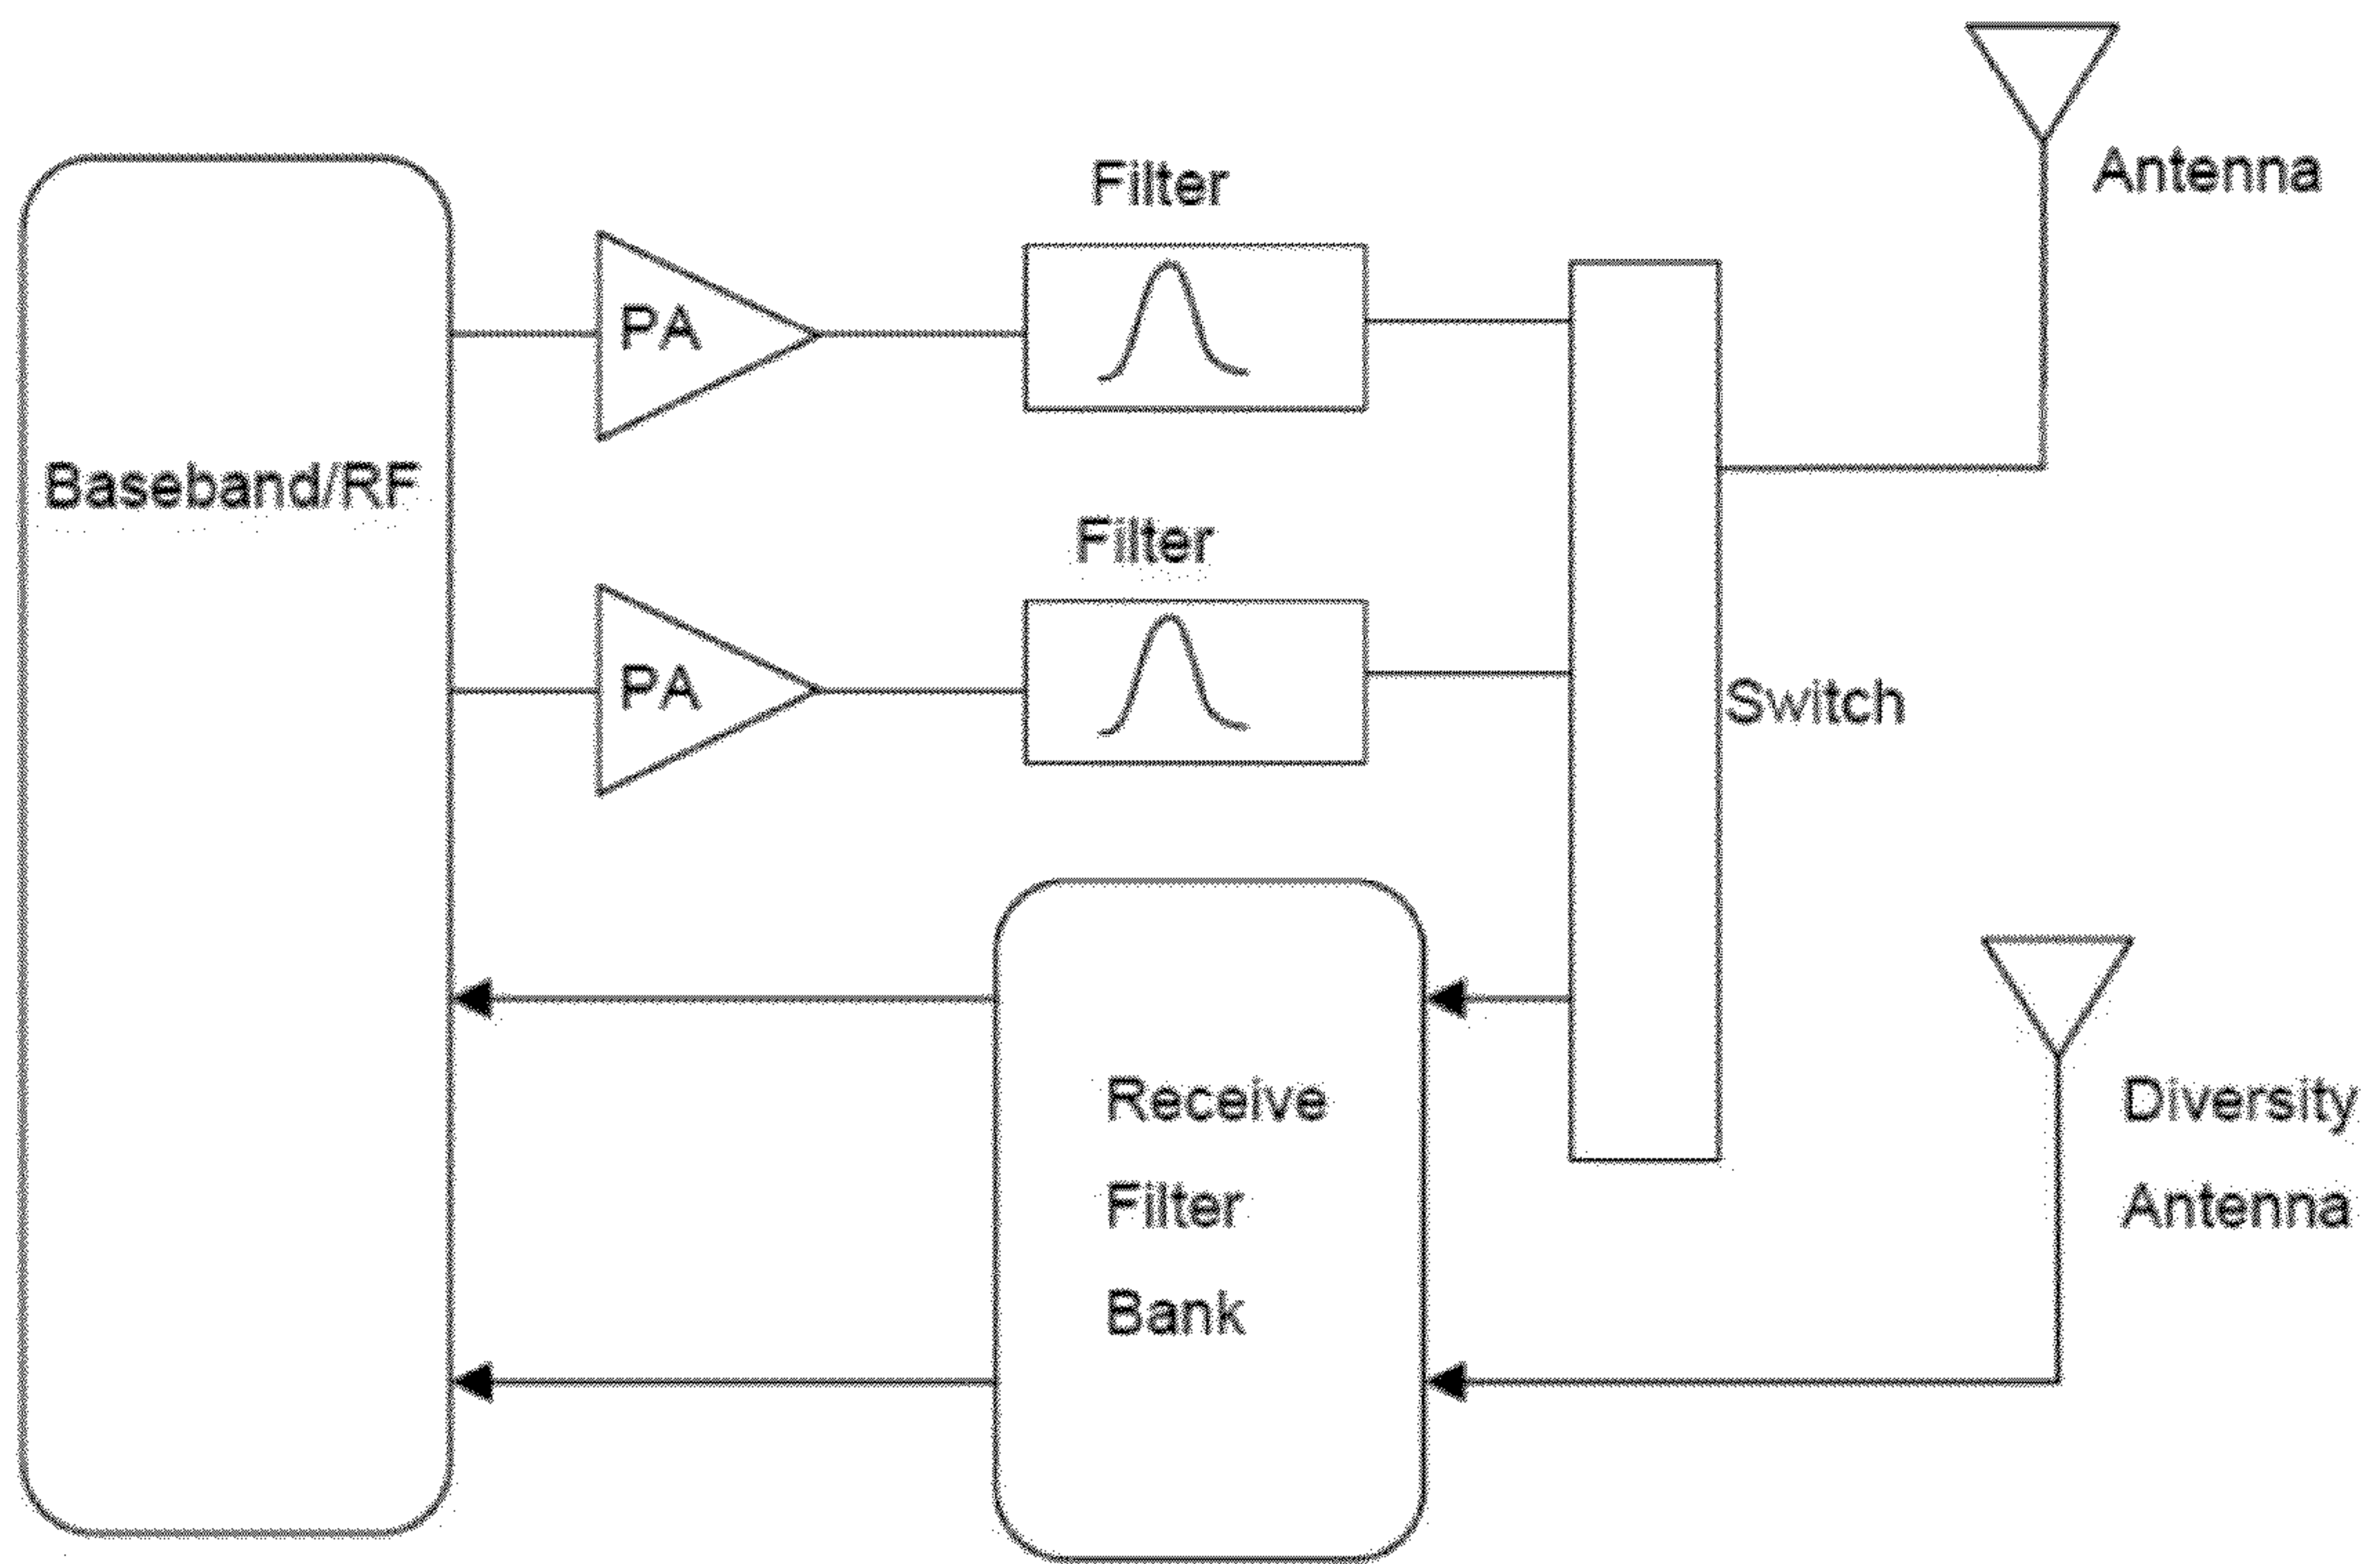 Antenna
Filter
PA
Baseband/RF
Filter
PA
Switch
Receive
Filter
Bank
Diversity
Antenna